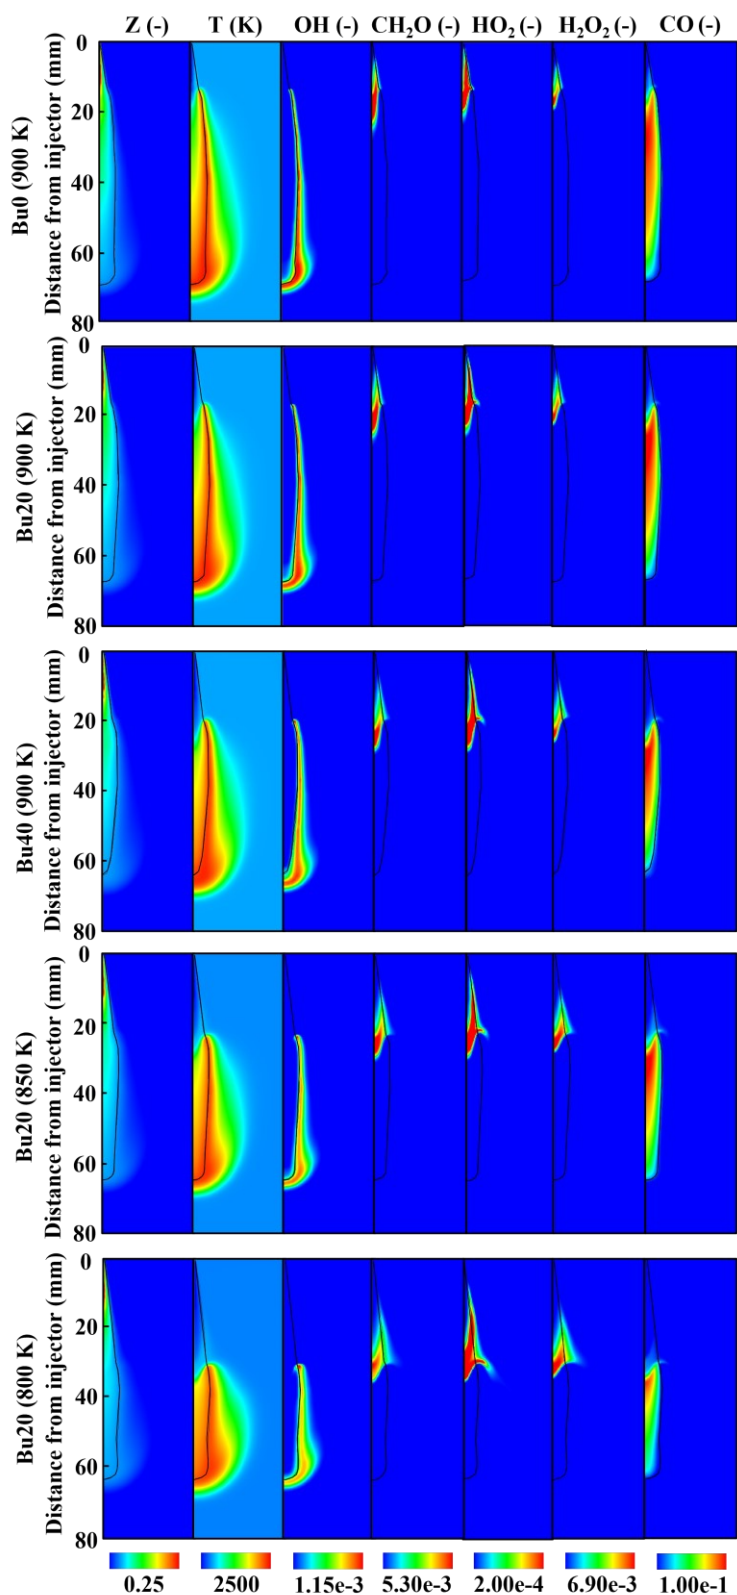 Z (-) T (K) OH (-) CH₂O (-) HO₂ (-) H₂O₂ (-) CO (-)
Bu0 (900 K)
Distance from injector (mm)
0
20
40
60
80
Bu20 (900 K)
Distance from injector (mm)
0
20
40
60
80
Bu40 (900 K)
Distance from injector (mm)
0
20
40
60
80
Bu20 (850 K)
Distance from injector (mm)
0
20
40
60
80
Bu20 (800 K)
Distance from injector (mm)
0
20
40
60
80
0.25 2500 1.15e-3 5.30e-3 2.00e-4 6.90e-3 1.00e-1